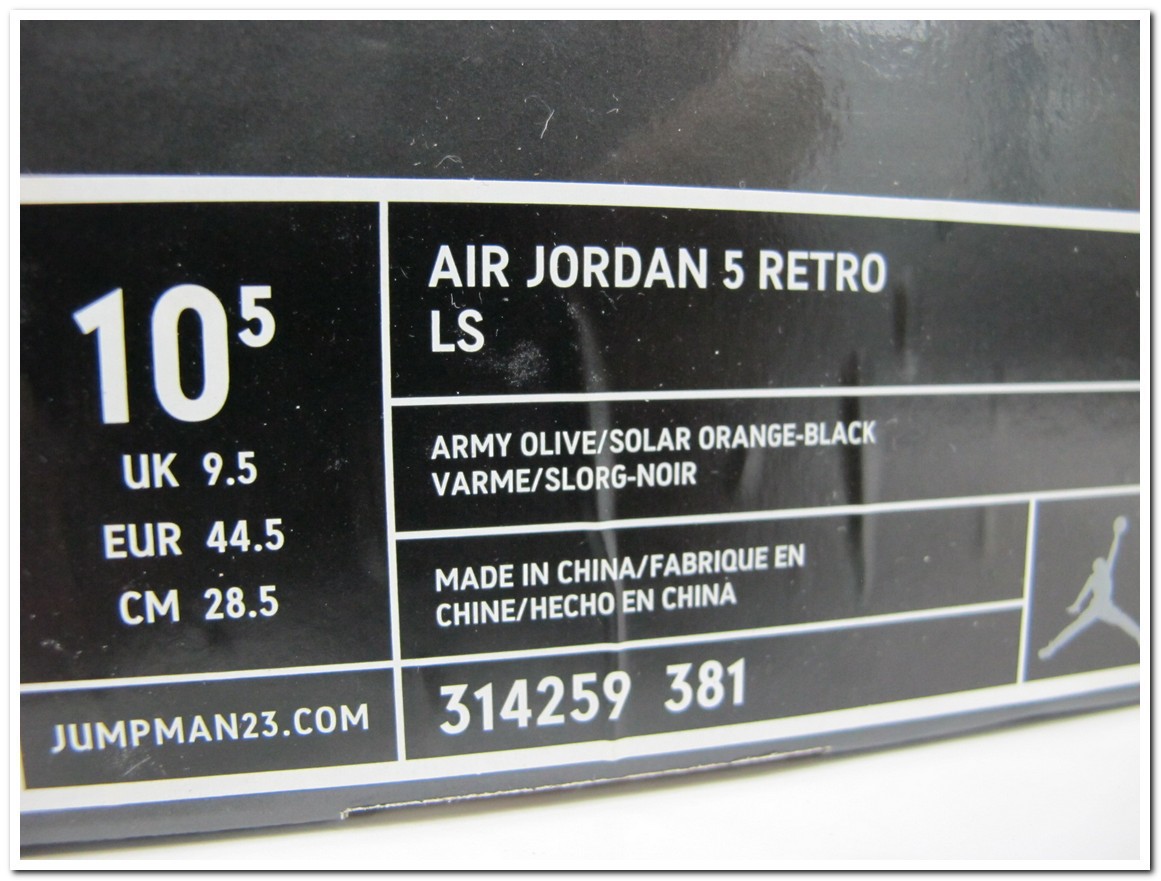 10⁵
UK 9.5
EUR 44.5
CM 28.5
JUMPMAN23.COM
AIR JORDAN 5 RETRO
LS
ARMY OLIVE/SOLAR ORANGE-BLACK
VARME/SLORG-NOIR
MADE IN CHINA/FABRIQUE EN
CHINE/HECHO EN CHINA
314259 381